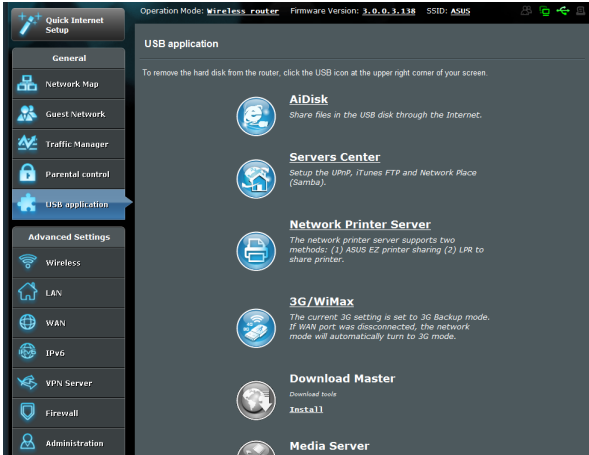 Quick Internet
Setup
Operation Mode: Wireless router Firmware Version: 3.0.0.3.138 SSID: ASUS
General
Network Map
Guest Network
Traffic Manager
Parental control
USB application
Advanced Settings
Wireless
LAN
WAN
IPv6
IPv6
VPN Server
Firewall
Administration
USB application
To remove the hard disk from the router, click the USB icon at the upper right corner of your screen.
AiDisk
Share files in the USB disk through the Internet.
Servers Center
Setup the UPnP, iTunes FTP and Network Place
(Samba).
Network Printer Server
The network printer server supports two
methods: (1) ASUS EZ printer sharing (2) LPR to
share printer.
3G/WiMax
The current 3G setting is set to 3G Backup mode.
If WAN port was dissconnected, the network
mode will automatically turn to 3G mode.
Download Master
Download tools
Install
Media Server